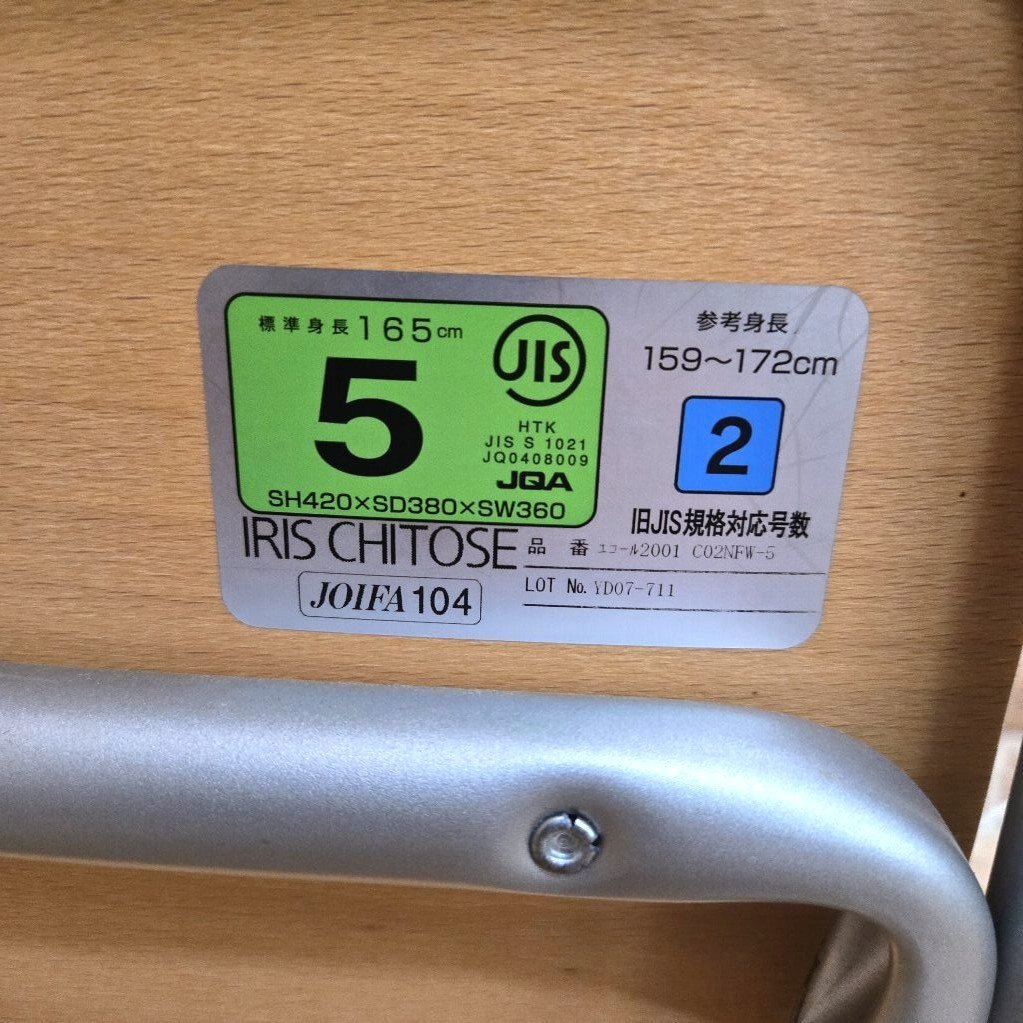 標準身長165cm
5
JIS
HTK
JIS S 1021
JQ0408009
JQA
SH420×SD380×SW360
参考身長
159～172cm
2
旧JIS規格対応号数
IRIS CHITOSE
JOIFA 104
品 番 エコール2001 C02NFW-5
LOT No. YD07-711